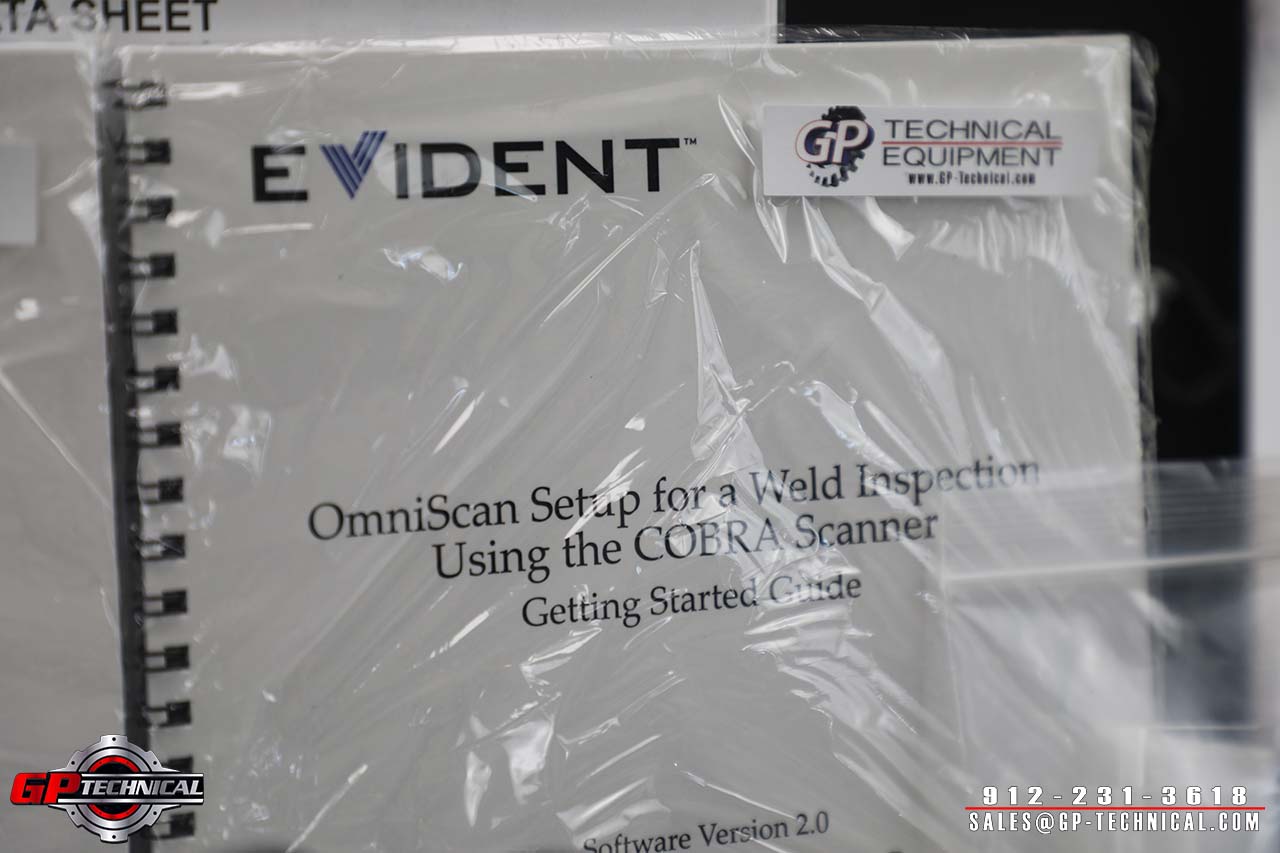 TA SHEET
EVIDENT™
GP TECHNICAL
EQUIPMENT
www.GP-Technical.com
OmniScan Setup for a Weld Inspection
Using the COBRA Scanner
Getting Started Guide
Software Version 2.0
GP TECHNICAL
912-231-3618
SALES@GP-TECHNICAL.COM